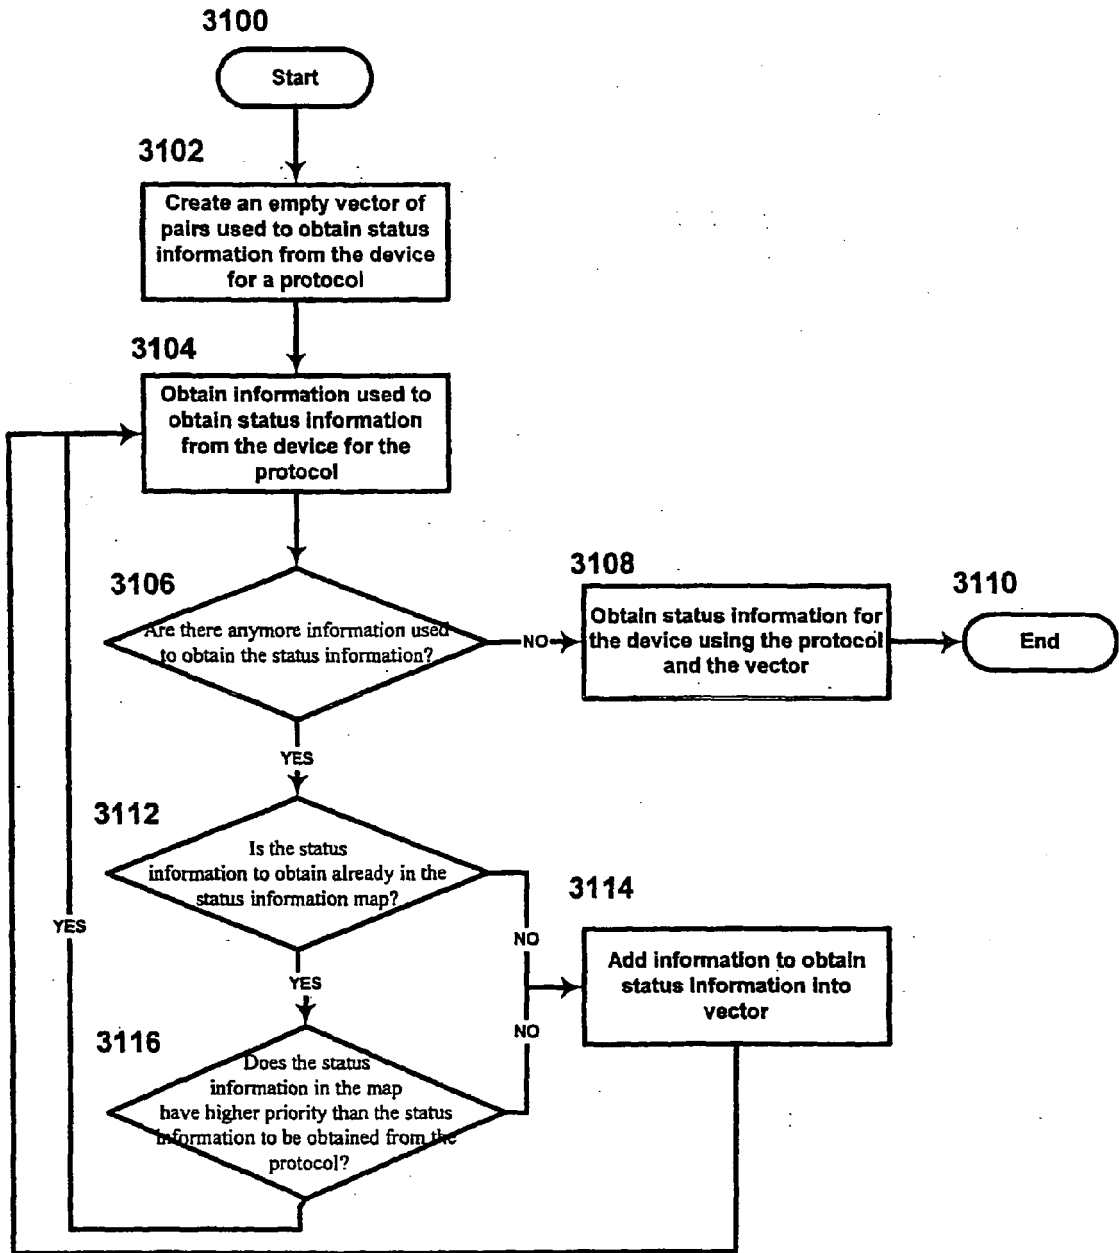 3100
Start
3102
Create an empty vector of
pairs used to obtain status
information from the device
for a protocol
3104
Obtain information used to
obtain status information
from the device for the
protocol
3106
Are there anymore information used
to obtain the status information?
NO
3108
Obtain status information for
the device using the protocol
and the vector
3110
End
YES
3112
Is the status
information to obtain already in the
status information map?
NO
3114
Add information to obtain
status information into
vector
YES
YES
NO
3116
Does the status
information in the map
have higher priority than the status
information to be obtained from the
protocol?